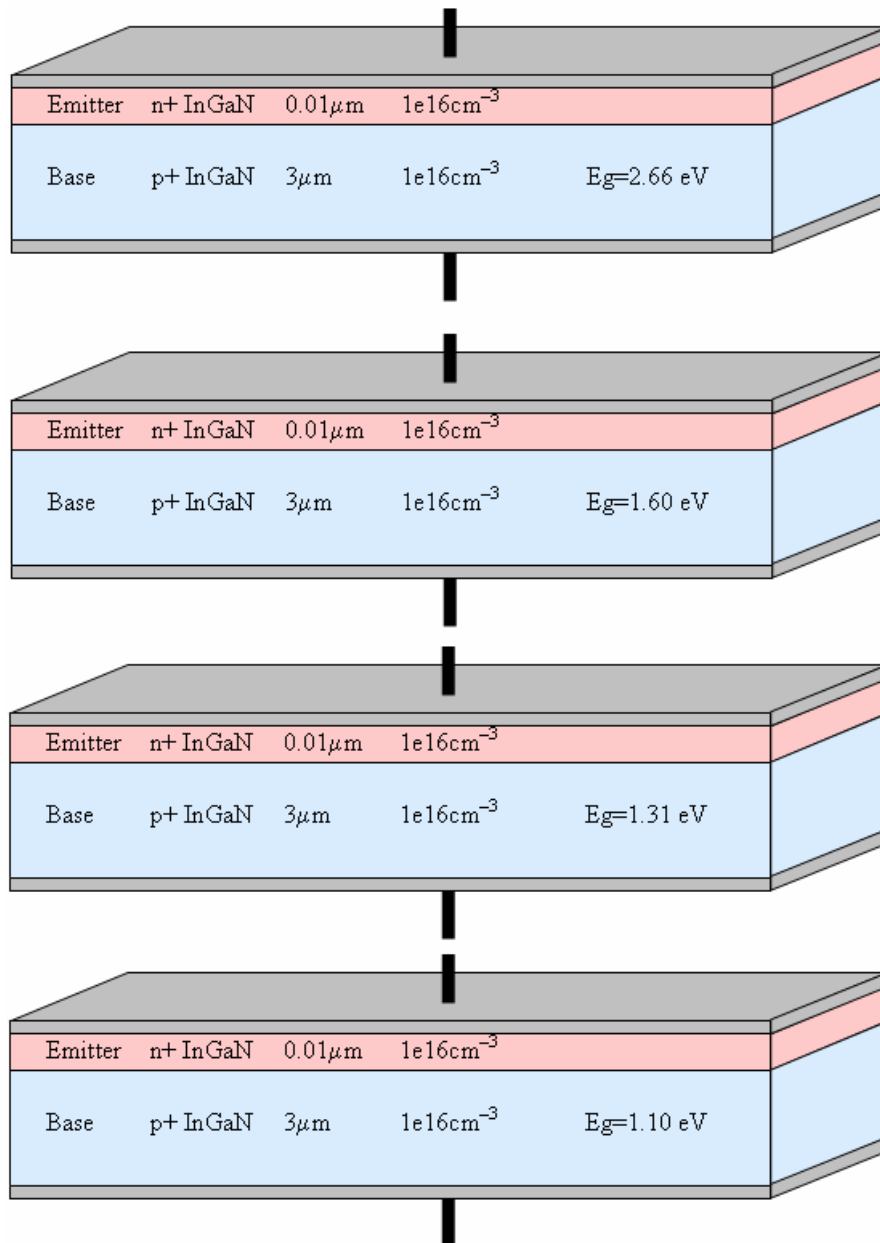 Emitter n+ InGaN 0.01μm 1e16cm⁻³
Base p+ InGaN 3μm 1e16cm⁻³ Eg=2.66 eV
Emitter n+ InGaN 0.01μm 1e16cm⁻³
Base p+ InGaN 3μm 1e16cm⁻³ Eg=1.60 eV
Emitter n+ InGaN 0.01μm 1e16cm⁻³
Base p+ InGaN 3μm 1e16cm⁻³ Eg=1.31 eV
Emitter n+ InGaN 0.01μm 1e16cm⁻³
Base p+ InGaN 3μm 1e16cm⁻³ Eg=1.10 eV